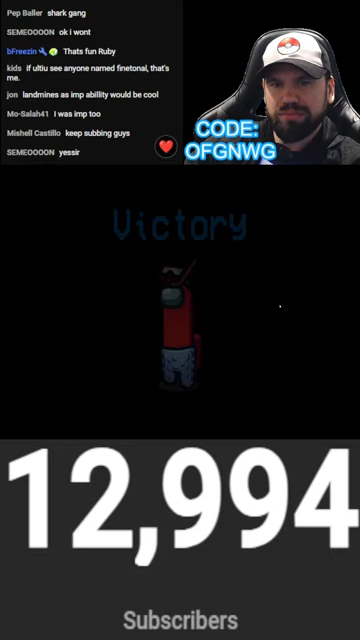 Pep Baller shark gang
SEMEOOOON ok i wont
bFreezin Thats fun Ruby
kids if ultiu see anyone named finetonal, that's
me.
jon landmines as imp abillity would be cool
Mo-Salah41 I was imp too
Mishell Castillo keep subbing guys
SEMEOOOON yessir
CODE:
OFGNWG
Victory
12,994
Subscribers